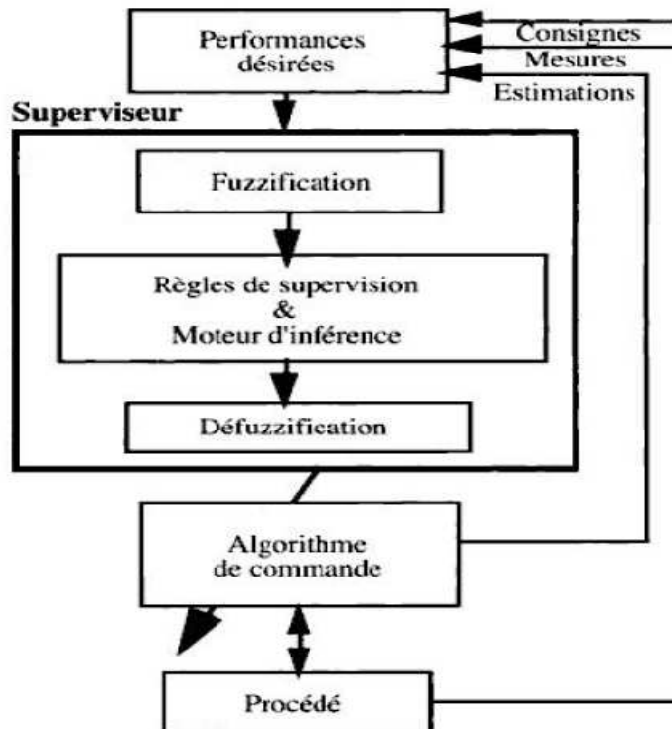 Performances
désirées
Consignes
Mesures
Estimations
Superviseur
Fuzzification
Règles de supervision
&
Moteur d'inférence
Défuzzification
Algorithme
de commande
Procédé